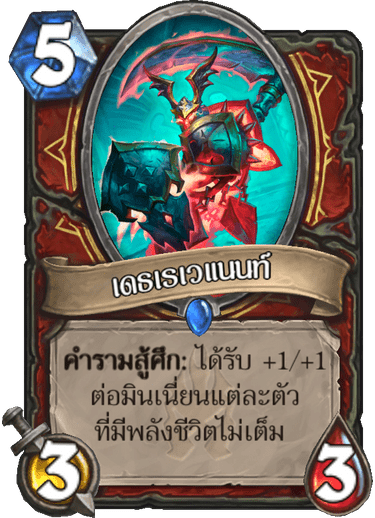 5
เดธเรเวแนนท์
คำรามสู้ศึก: ได้รับ +1/+1
ต่อมินเนี่ยนแต่ละตัว
ที่มีพลังชีวิตไม่เต็ม
3
3